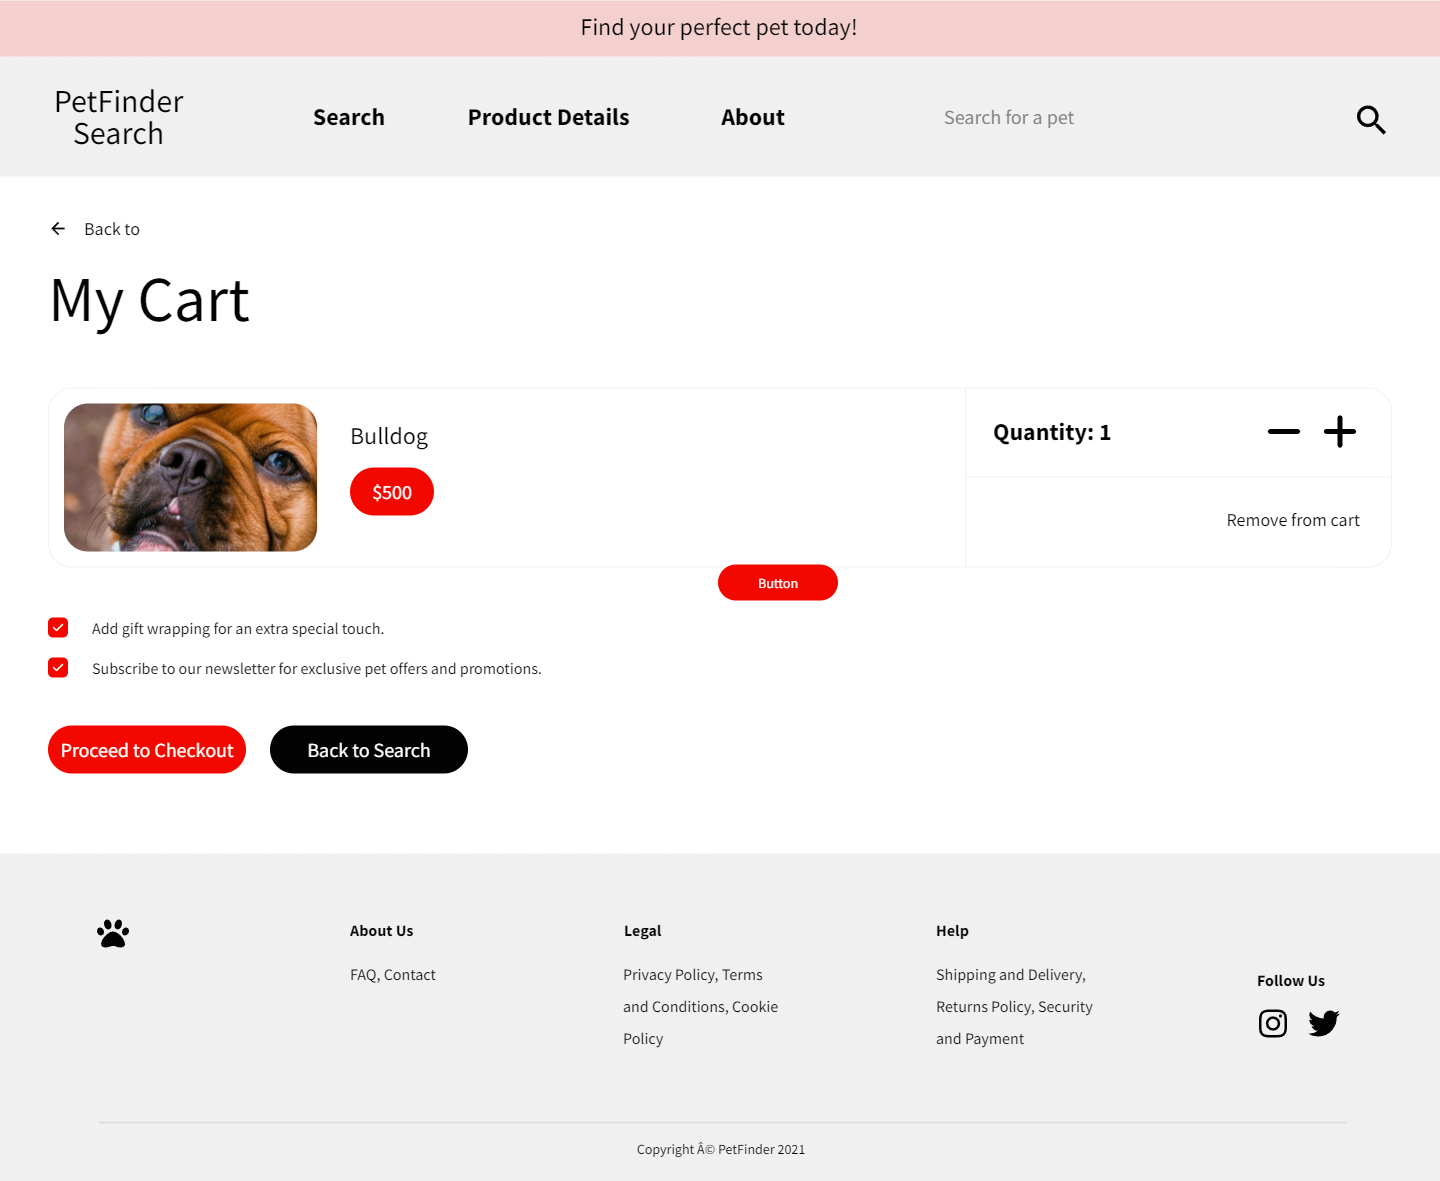 Find your perfect pet today!
PetFinder
Search
Search
Product Details
About
Search for a pet
Back to
My Cart
Bulldog
$500
Quantity: 1
Remove from cart
Button
Add gift wrapping for an extra special touch.
Subscribe to our newsletter for exclusive pet offers and promotions.
Proceed to Checkout
Back to Search
About Us
FAQ, Contact
Legal
Privacy Policy, Terms
and Conditions, Cookie
Policy
Help
Shipping and Delivery,
Returns Policy, Security
and Payment
Follow Us
Copyright Â© PetFinder 2021